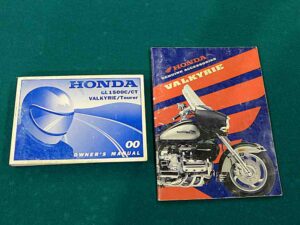 HONDA
GL1500C/CT
VALKYRIE/Tourer
00
OWNER'S MANUAL
HONDA
GENUINE ACCESSORIES
VALKYRIE